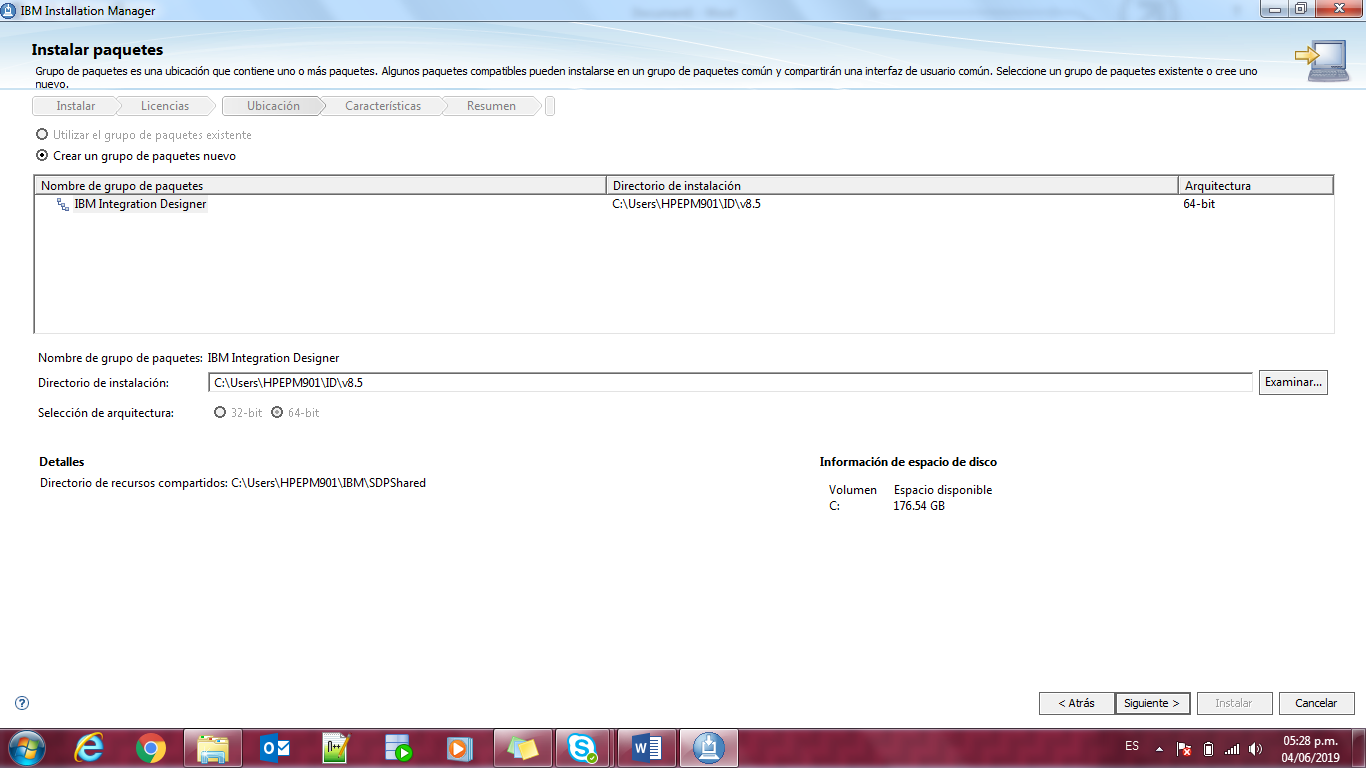 IBM Installation Manager
Instalar paquetes
Grupo de paquetes es una ubicación que contiene uno o más paquetes. Algunos paquetes compatibles pueden instalarse en un grupo de paquetes común y compartirán una interfaz de usuario común. Seleccione un grupo de paquetes existente o cree uno
nuevo.
Instalar Licencias Ubicación Características Resumen
Utilizar el grupo de paquetes existente
Crear un grupo de paquetes nuevo
Nombre de grupo de paquetes Directorio de instalación Arquitectura
IBM Integration Designer C:\Users\HPEPM901\ID\v8.5 64-bit
Nombre de grupo de paquetes: IBM Integration Designer
Directorio de instalación: C:\Users\HPEPM901\ID\v8.5 Examinar...
Selección de arquitectura: 32-bit 64-bit
Detalles Información de espacio de disco
Directorio de recursos compartidos: C:\Users\HPEPM901\IBM\SDPShared
Volumen Espacio disponible
C: 176.54 GB
< Atrás Siguiente > Instalar Cancelar
ES 05:28 p.m.
04/06/2019